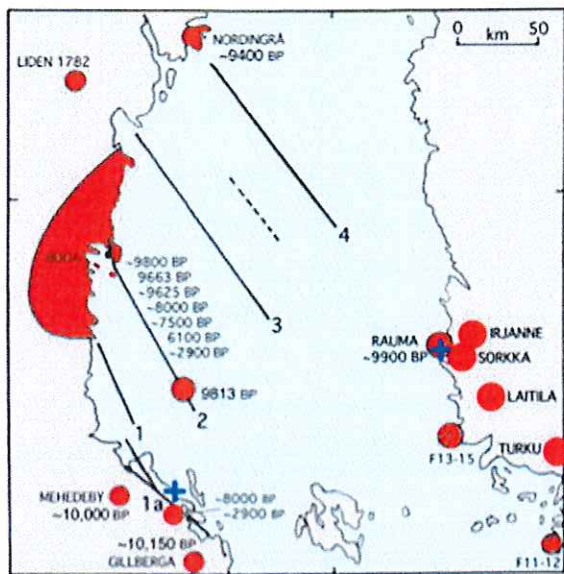 NORDINGRÅ
~9400 BP
0 50
km
LIDEN 1782
4
BODA
~9800 BP
9663 BP
~9625 BP
~8000 BP
~7500 BP
6100 BP
~2900 BP
3
RAUMA
~9900 BP
IRJANNE
SORKKA
9813 BP
2
1
LAITILA
F13-15
TURKU
MEHEDEBY
~10,000 BP
1a
~8000 BP
~2900 BP
~10,150 BP
GILLBERGA
F11-12